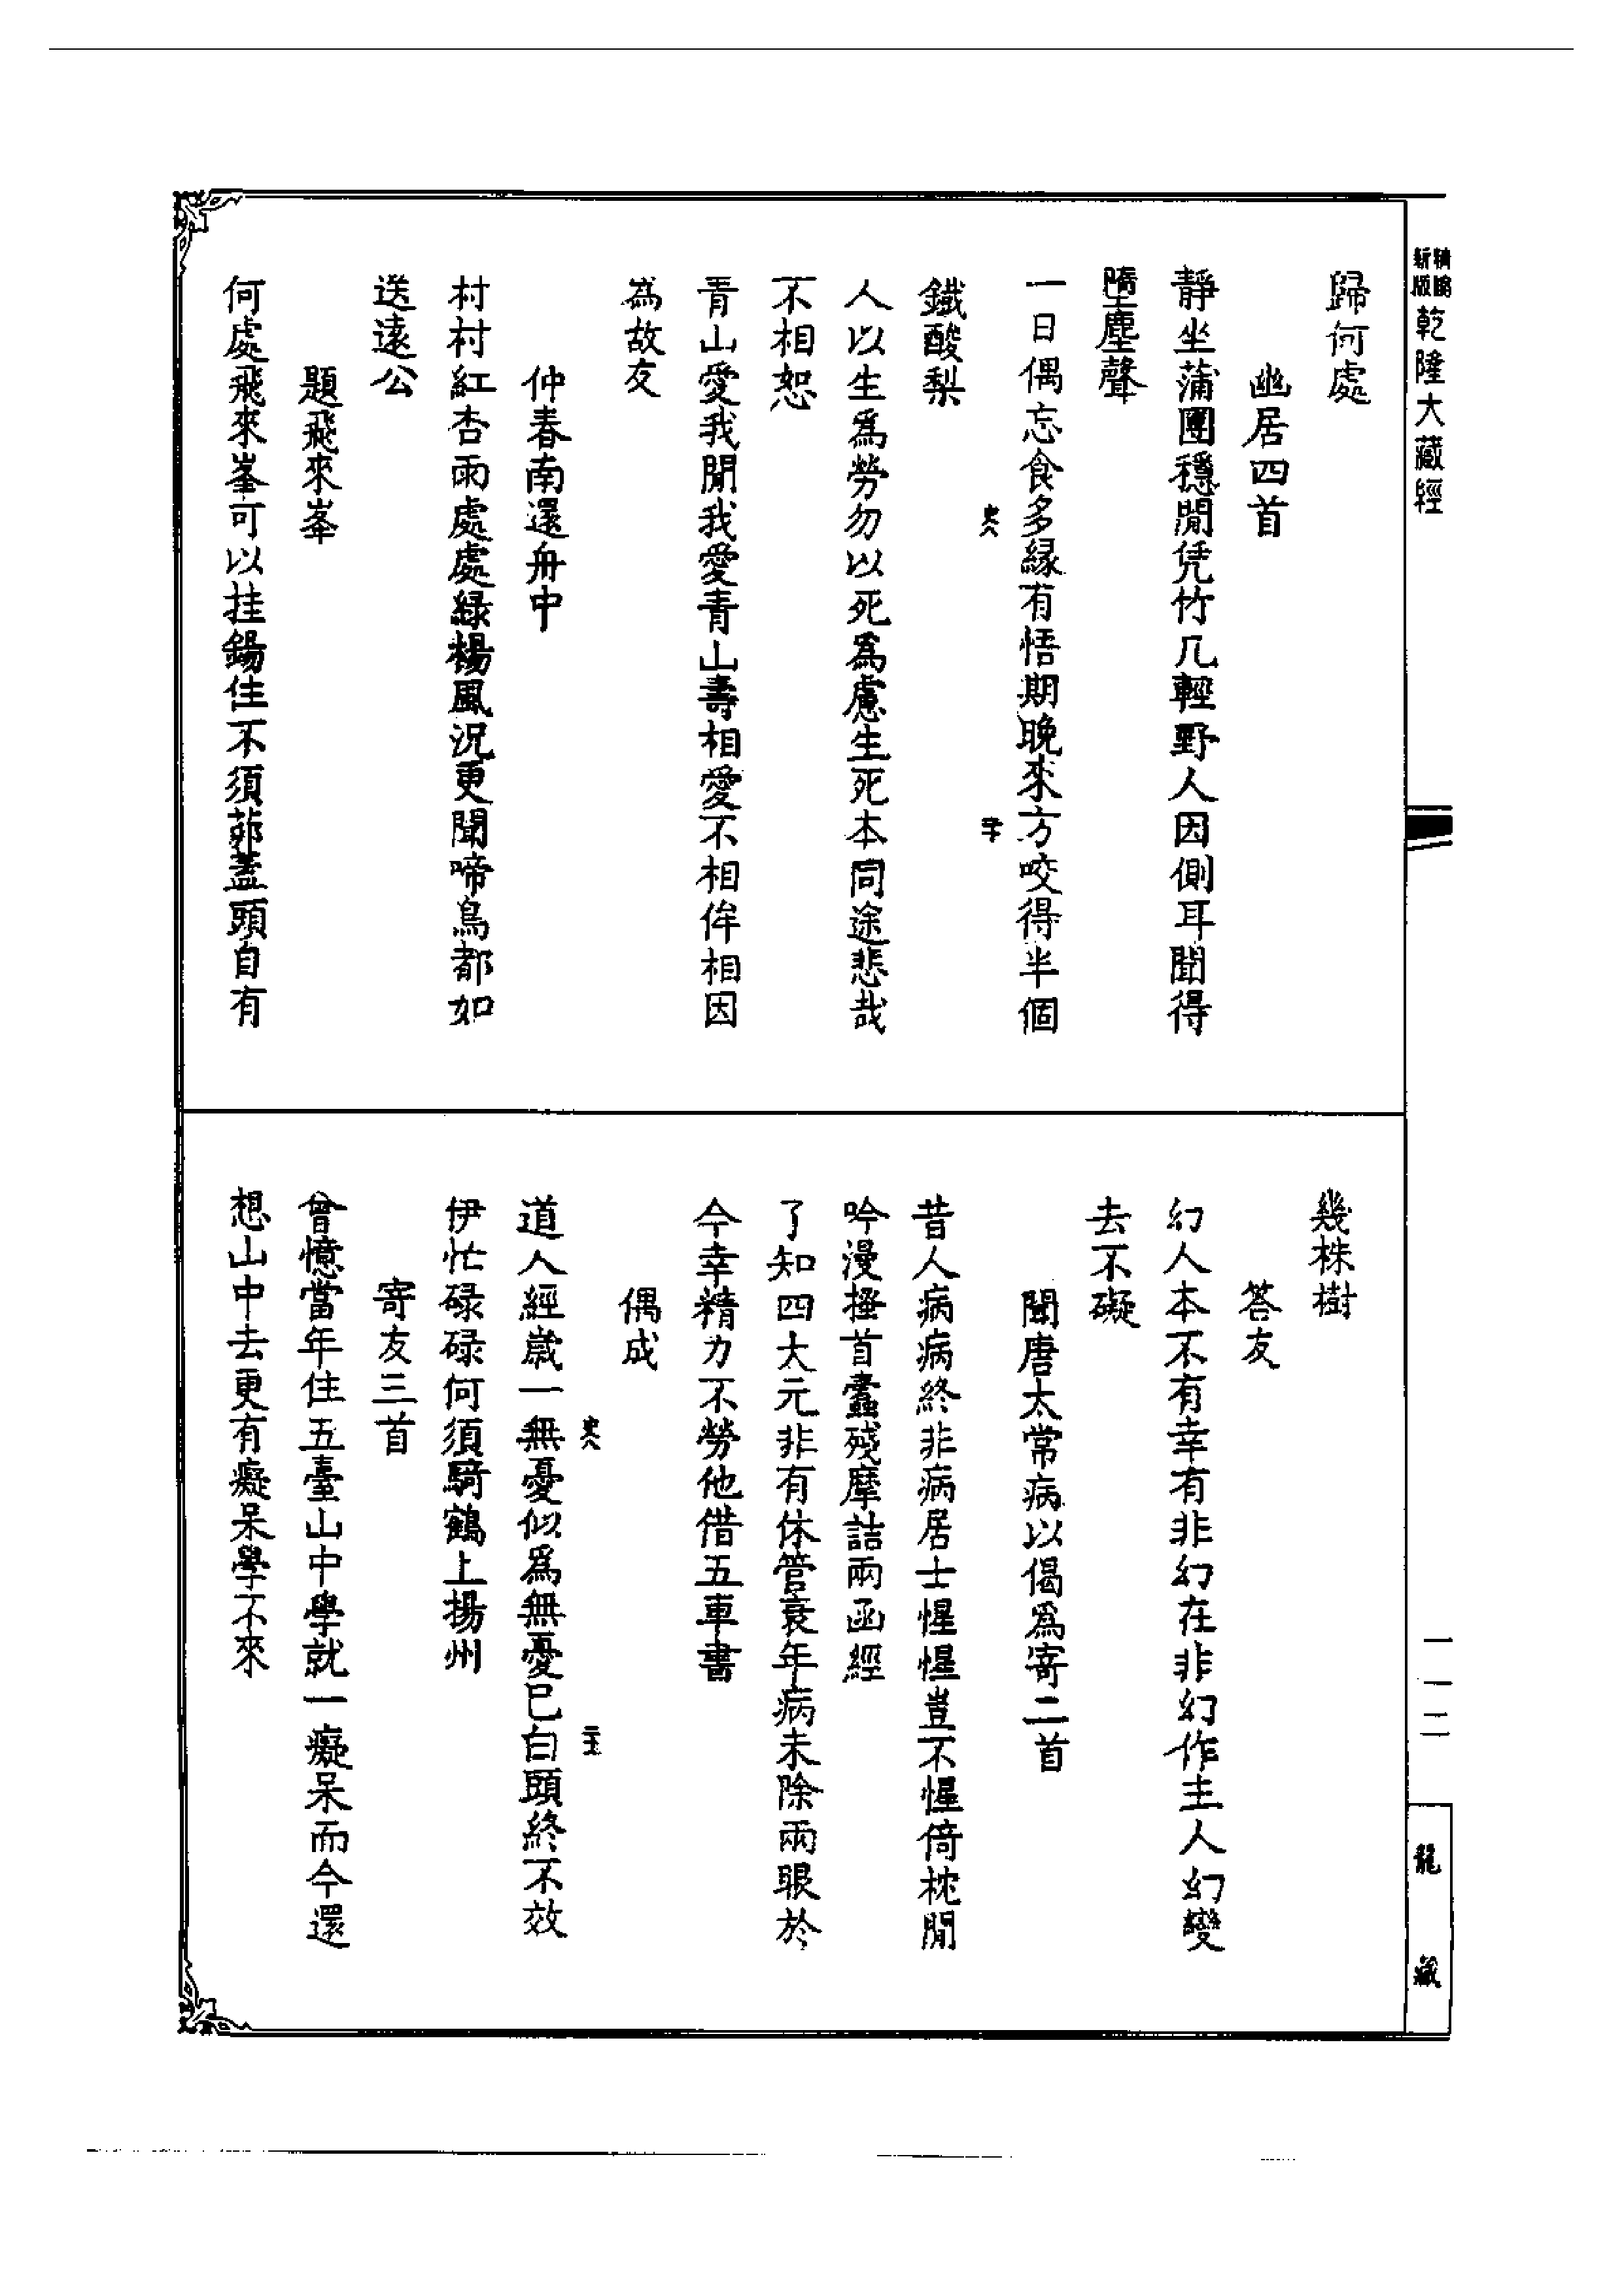 乾隆大藏經
歸何處
幽居四首
靜坐蒲團穩閒凭竹几輕野人因側耳聞得
墮塵聲
一日偶忘食多緣有悟期晚來方咬得半個
鐵酸梨
人以生為勞勿以死為慮生死本同途悲哉
不相恕
青山愛我閒我愛青山壽相愛不相侔相因
為故友
仲春南還舟中
村村紅杏雨處處綠楊風況更聞啼鳥都如
送遠公
題飛來峯
何處飛來峯可以挂錫住不須茆蓋頭自有
幾株樹
答友
幻人本不有幸有非幻在非幻作主人幻變
去不礙
聞唐太常病以偈為寄二首
昔人病病終非病居士惺惺豈不惺倚枕閒
吟漫搔首蠹殘摩詰兩函經
了知四大元非有休管衰年病未除兩眼於
今幸精力不勞他借五車書
偶成
道人經歲一無憂似為無憂已白頭終不效
伊忙碌碌何須騎鶴上揚州
寄友三首
曾憶當年住五臺山中學就一癡呆而今還
想山中去更有癡呆學不來
一一二
龍藏